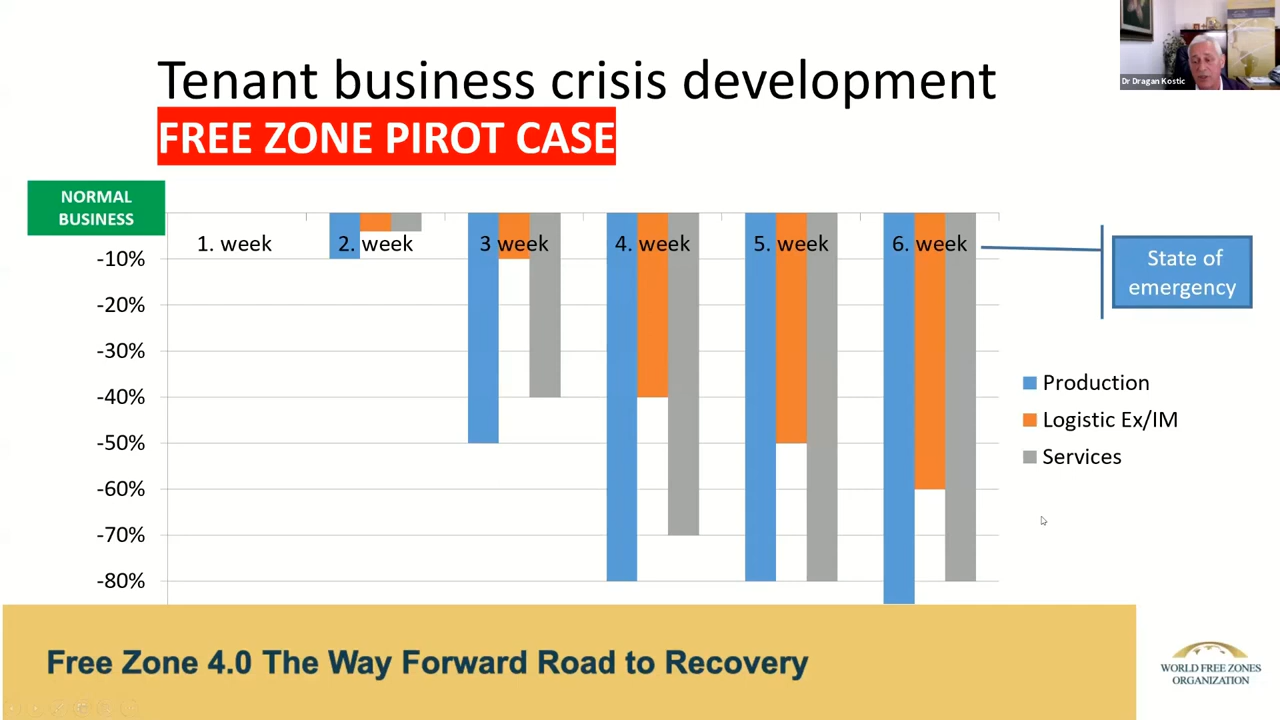 Tenant business crisis development
FREE ZONE PIROT CASE
Dr Dragan Kostic
NORMAL
BUSINESS
1. week
2. week
3 week
4. week
5. week
6. week
-10%
-20%
-30%
-40%
-50%
-60%
-70%
-80%
State of
emergency
Production
Logistic Ex/IM
Services
Free Zone 4.0 The Way Forward Road to Recovery
WORLD FREE ZONES
ORGANIZATION